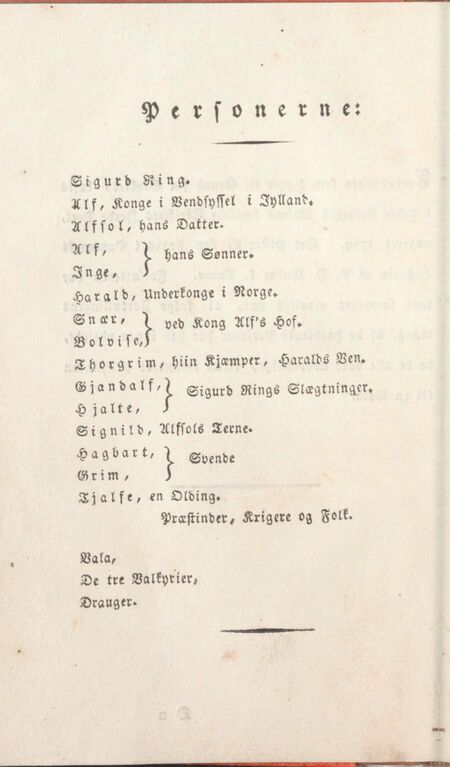 Personerne:
Sigurd Ring.
Alf, Konge i Vendsyssel i Jylland.
Alfsol, hans Datter.
Alf,
Inge,
} hans Sønner.
Harald, Underkonge i Norge.
Snær,
Bolvise,
} ved Kong Alf's Hof.
Thorgrim, hiin Kjæmper, Haralds Ven.
Gjandalf,
Hjalte,
} Sigurd Rings Slægtninger.
Signild, Alfsols Terne.
Hagbart,
Grim,
} Svende
Tjalfe, en Olding.
Præstinder, Krigere og Folk.
Vala,
De tre Valkyrier,
Drauger.